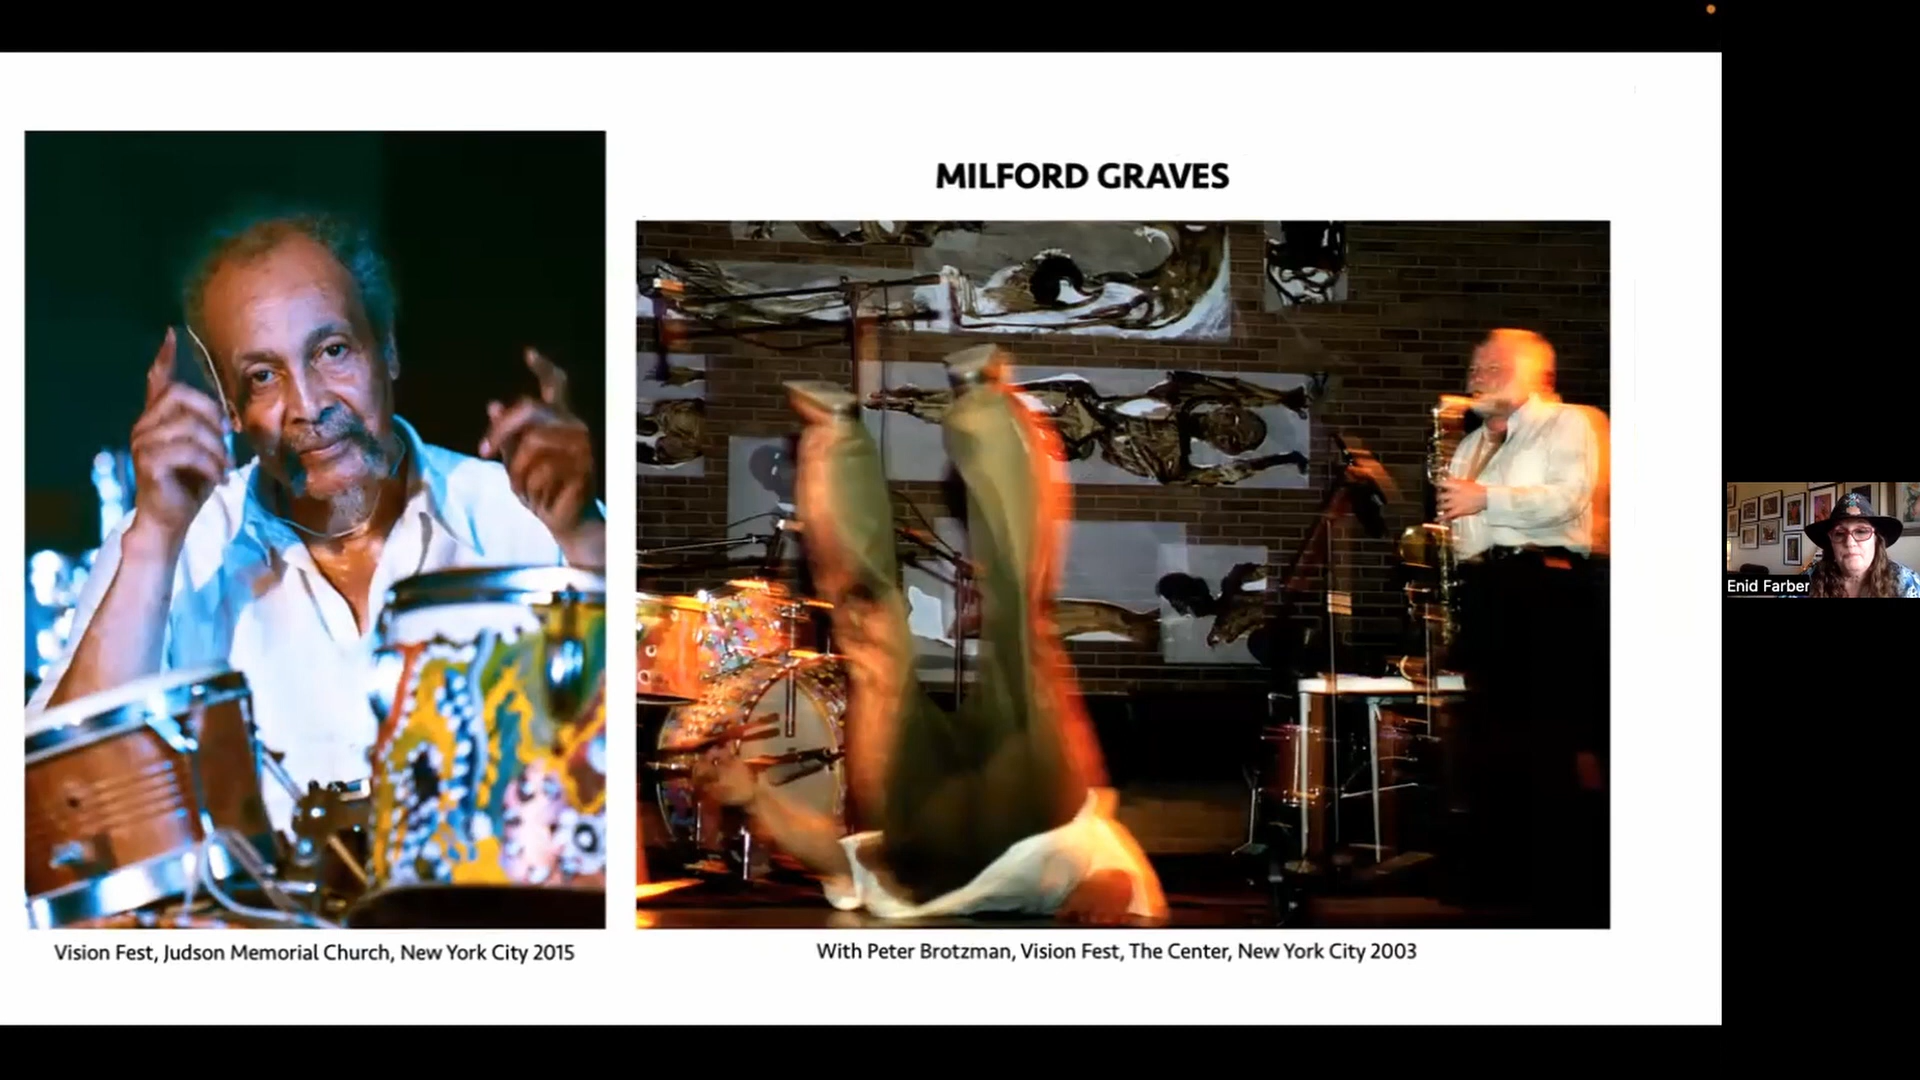 MILFORD GRAVES
Vision Fest, Judson Memorial Church, New York City 2015
With Peter Brotzman, Vision Fest, The Center, New York City 2003
Enid Farber